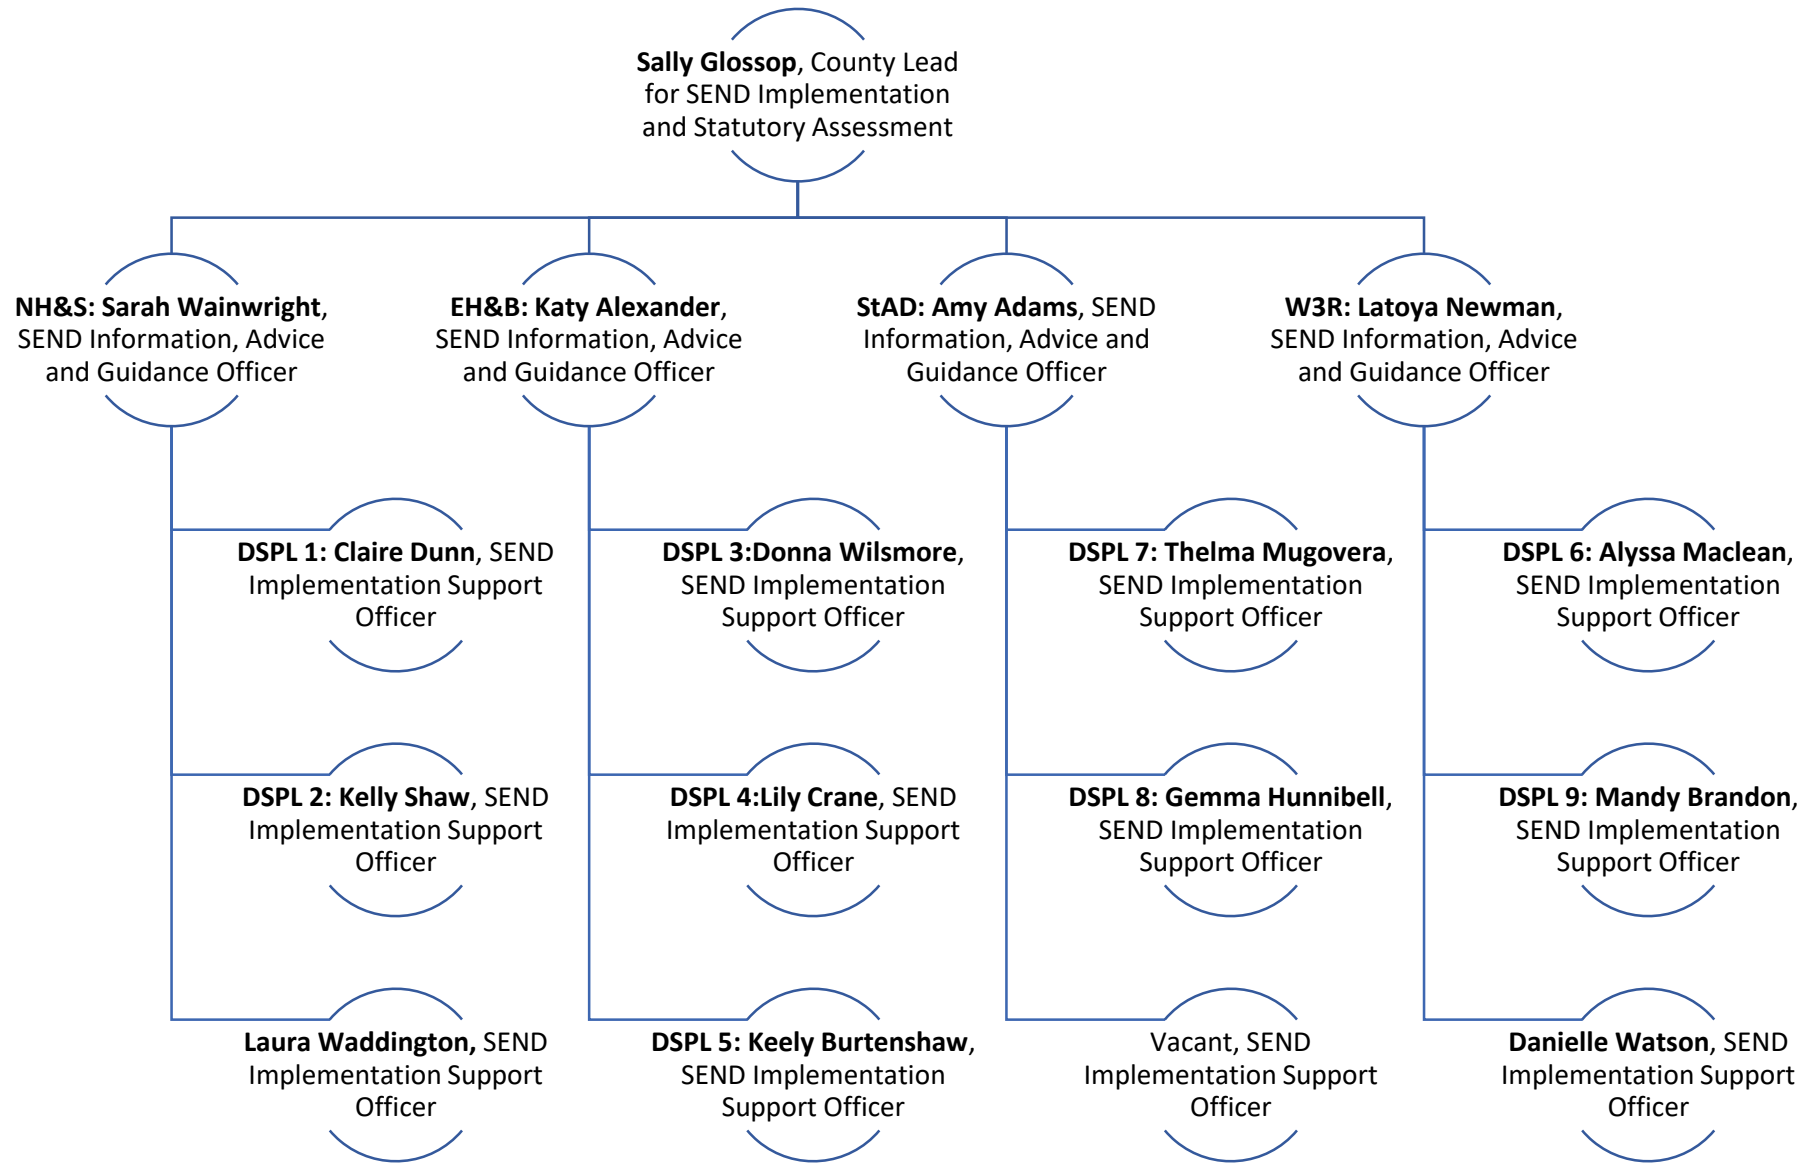 Sally Glossop, County Lead
for SEND Implementation
and Statutory Assessment
NH&S: Sarah Wainwright,
SEND Information, Advice
and Guidance Officer
EH&B: Katy Alexander,
SEND Information, Advice
and Guidance Officer
StAD: Amy Adams, SEND
Information, Advice and
Guidance Officer
W3R: Latoya Newman,
SEND Information, Advice
and Guidance Officer
DSPL 1: Claire Dunn, SEND
Implementation Support
Officer
DSPL 3:Donna Wilsmore,
SEND Implementation
Support Officer
DSPL 7: Thelma Mugovera,
SEND Implementation
Support Officer
DSPL 6: Alyssa Maclean,
SEND Implementation
Support Officer
DSPL 2: Kelly Shaw, SEND
Implementation Support
Officer
DSPL 4:Lily Crane, SEND
Implementation Support
Officer
DSPL 8: Gemma Hunnibell,
SEND Implementation
Support Officer
DSPL 9: Mandy Brandon,
SEND Implementation
Support Officer
Laura Waddington, SEND
Implementation Support
Officer
DSPL 5: Keely Burtenshaw,
SEND Implementation
Support Officer
Vacant, SEND
Implementation Support
Officer
Danielle Watson, SEND
Implementation Support
Officer